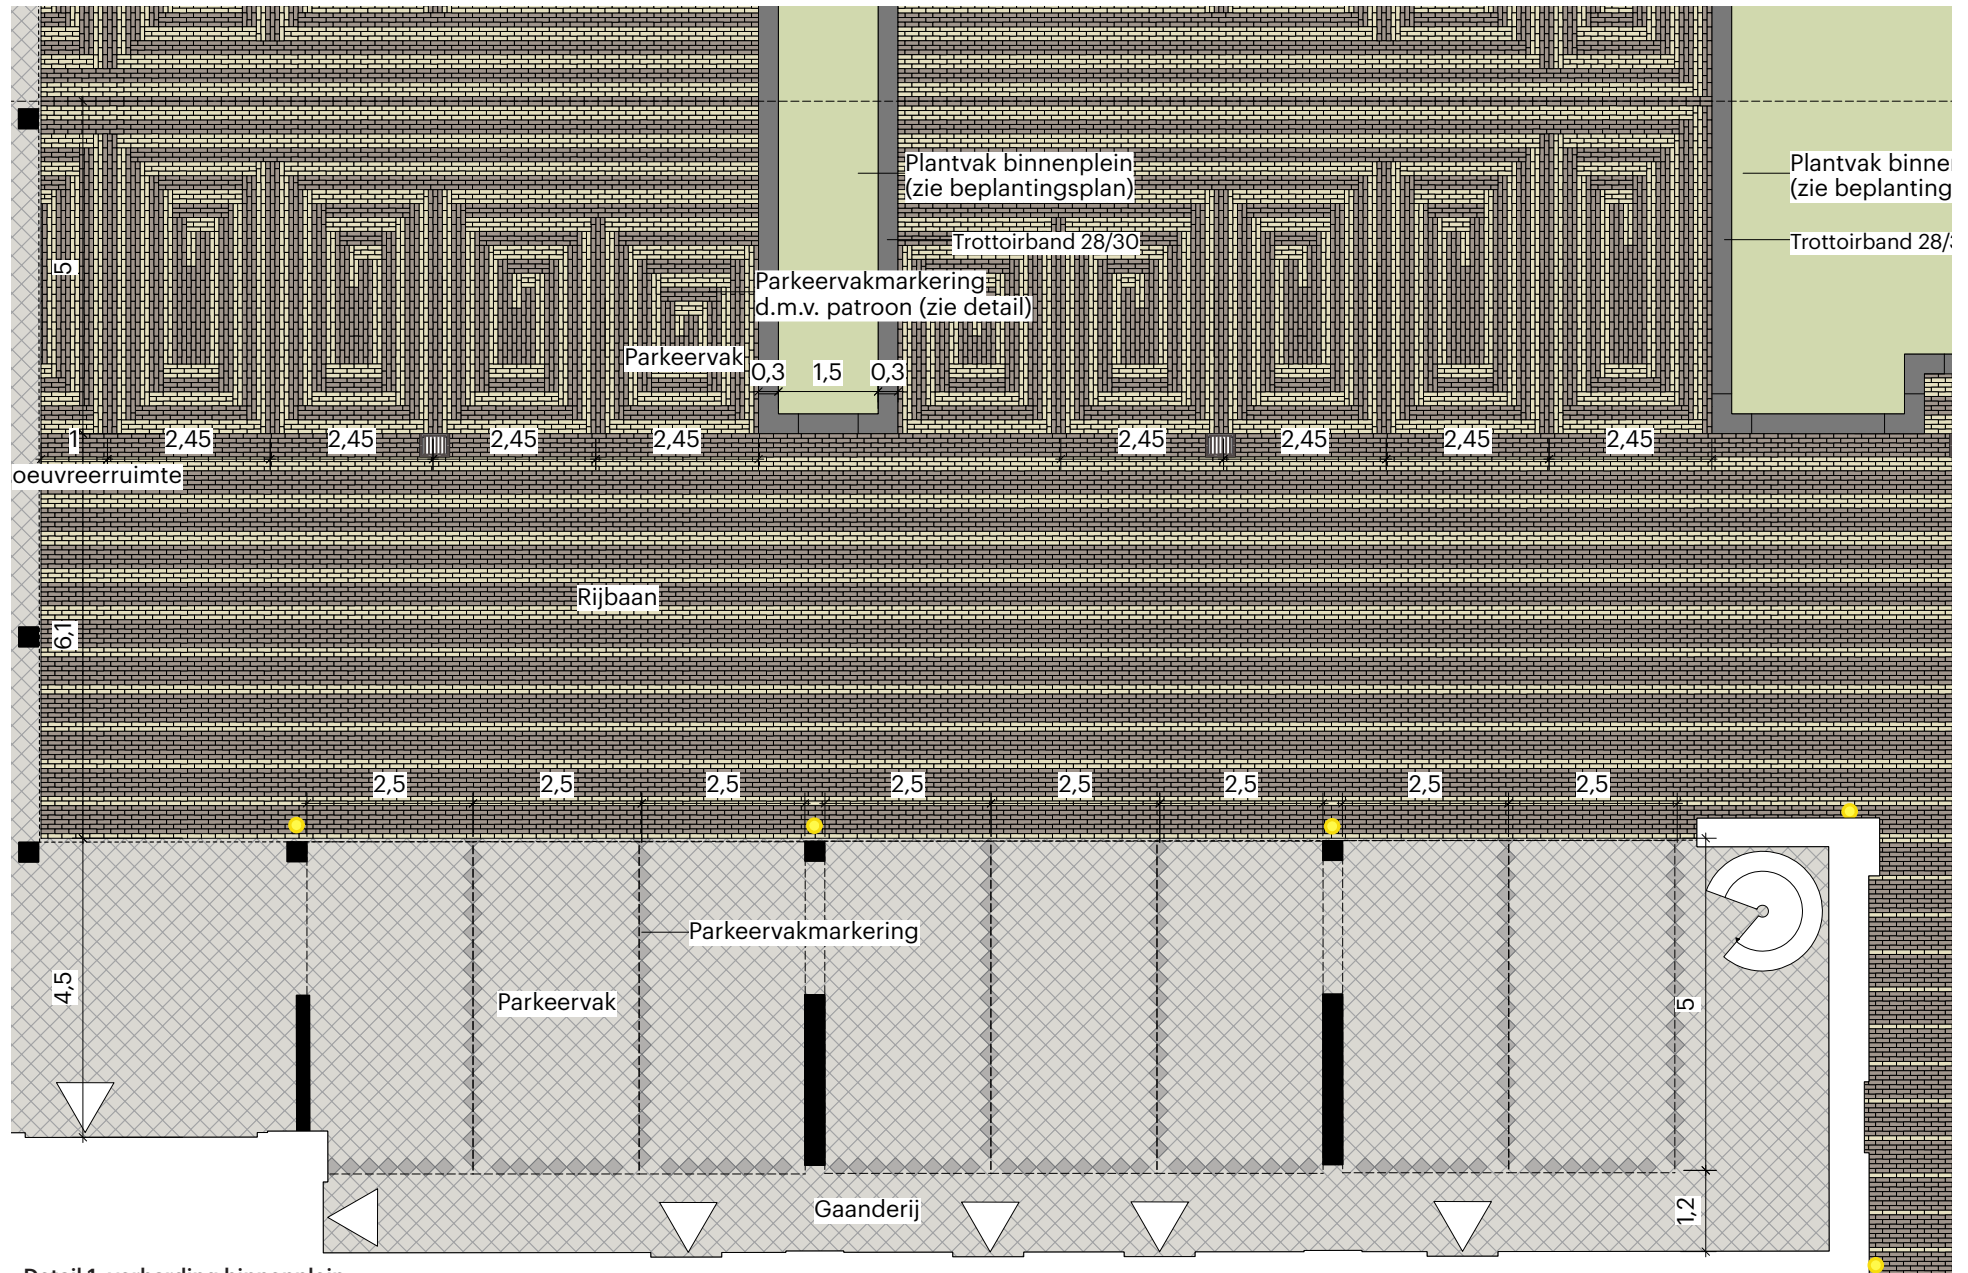 Plantvak binnenplein
(zie beplantingsplan)
Plantvak
(zie
Trottoirband 28/30
Trottoirband
5
Parkeervakmarkering
d.m.v. patroon (zie detail)
Parkeervak
0,3
1,5
0,3
1
2,45
2,45
2,45
2,45
2,45
2,45
2,45
2,45
oeuvreerruimte
Rijbaan
6,1
2,5
2,5
2,5
2,5
2,5
2,5
2,5
2,5
Parkeervakmarkering
4,5
Parkeervak
5
Gaanderij
1,2